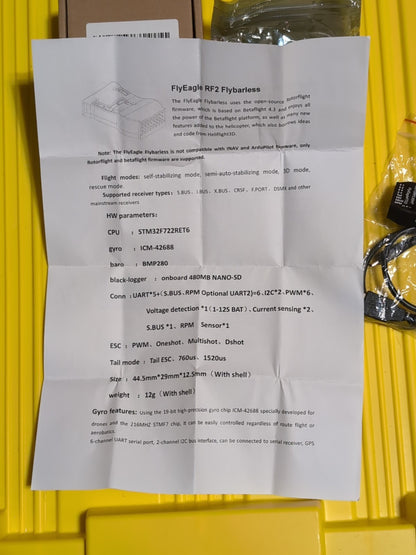 FlyEagle RF2 Flybarless
The FlyEagle Flybarless uses the open-source Rotorflight
firmware, which is based on Betaflight 4.3 and enjoys all
the power of the Betaflight platform, as well as many new
features added to the helicopter, which also borrows ideas
and code from Heliflight3D.
Note: The FlyEagle Flybarless is not compatible with INAV and ArduPilot firmware, only
Rotorflight and betaflight firmware are supported.
Flight modes: self-stabilizing mode, semi-auto-stabilizing mode, 3D mode,
rescue mode.
Supported receiver types: S.BUS、I.BUS、X.BUS、CRSF、F.PORT、DSMX and other
mainstream receivers
HW parameters:
CPU : STM32F722RET6
gyro : ICM-42688
baro : BMP280
black-logger : onboard 480MB NANO-SD
Conn : UART*5+(S.BUS、RPM Optional UART2)=6、I2C*2、PWM*6、
Voltage detection *1(1-12S BAT)、Current sensing *2、
S.BUS *1、RPM Sensor*1
ESC : PWM、Oneshot、Multishot、Dshot
Tail mode : Tail ESC、760us、1520us
Size : 44.5mm*29mm*12.5mm (With shell)
weight : 12g (With shell)
Gyro features: Using the 19-bit high-precision gyro chip ICM-42688 specially developed for
drones and the 216MHZ STMF7 chip, it can be easily controlled regardless of route flight or
aerobatics.
6-channel UART serial port, 2-channel I2C bus interface, can be connected to serial receiver, GPS